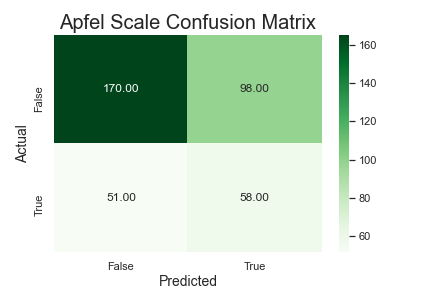 Apfel Scale Confusion Matrix
Actual
False
170.00
98.00
True
51.00
58.00
False
True
Predicted
160
140
120
100
80
60